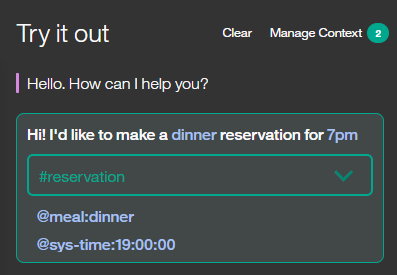 Try it out
Clear
Manage Context 2
Hello. How can I help you?
Hi! I'd like to make a dinner reservation for 7pm
#reservation
@meal:dinner
@sys-time:19:00:00